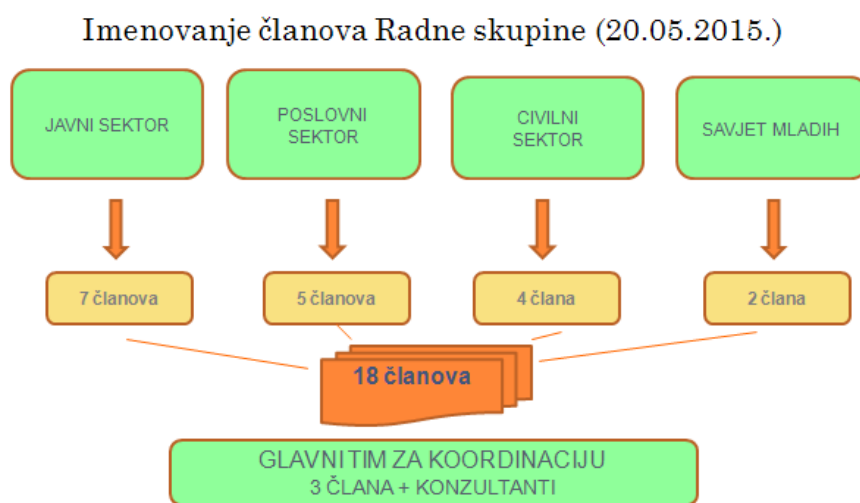 Imenovanje članova Radne skupine (20.05.2015.)
JAVNI SEKTOR
POSLOVNI
SEKTOR
CIVILNI
SEKTOR
SAVJET MLADIH
7 članova
5 članova
4 člana
2 člana
18 članova
GLAVNI TIM ZA KOORDINACIJU
3 ČLANA + KONZULTANTI